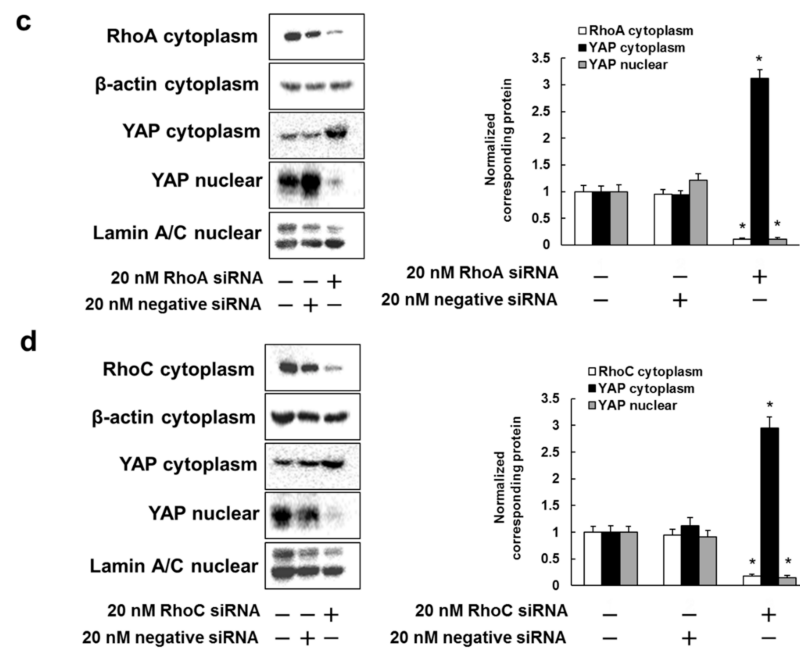 c
RhoA cytoplasm
β-actin cytoplasm
YAP cytoplasm
YAP nuclear
Lamin A/C nuclear
20 nM RhoA siRNA — — +
20 nM negative siRNA — + —
RhoA cytoplasm
YAP cytoplasm
YAP nuclear
Normalized
corresponding protein
3.5
3
2.5
2
1.5
1
0.5
0
*
* *
20 nM RhoA siRNA — — +
20 nM negative siRNA — + —
d
RhoC cytoplasm
β-actin cytoplasm
YAP cytoplasm
YAP nuclear
Lamin A/C nuclear
20 nM RhoC siRNA — — +
20 nM negative siRNA — + —
RhoC cytoplasm
YAP cytoplasm
YAP nuclear
Normalized
corresponding protein
3.5
3
2.5
2
1.5
1
0.5
0
*
* *
20 nM RhoC siRNA — — +
20 nM negative siRNA — + —